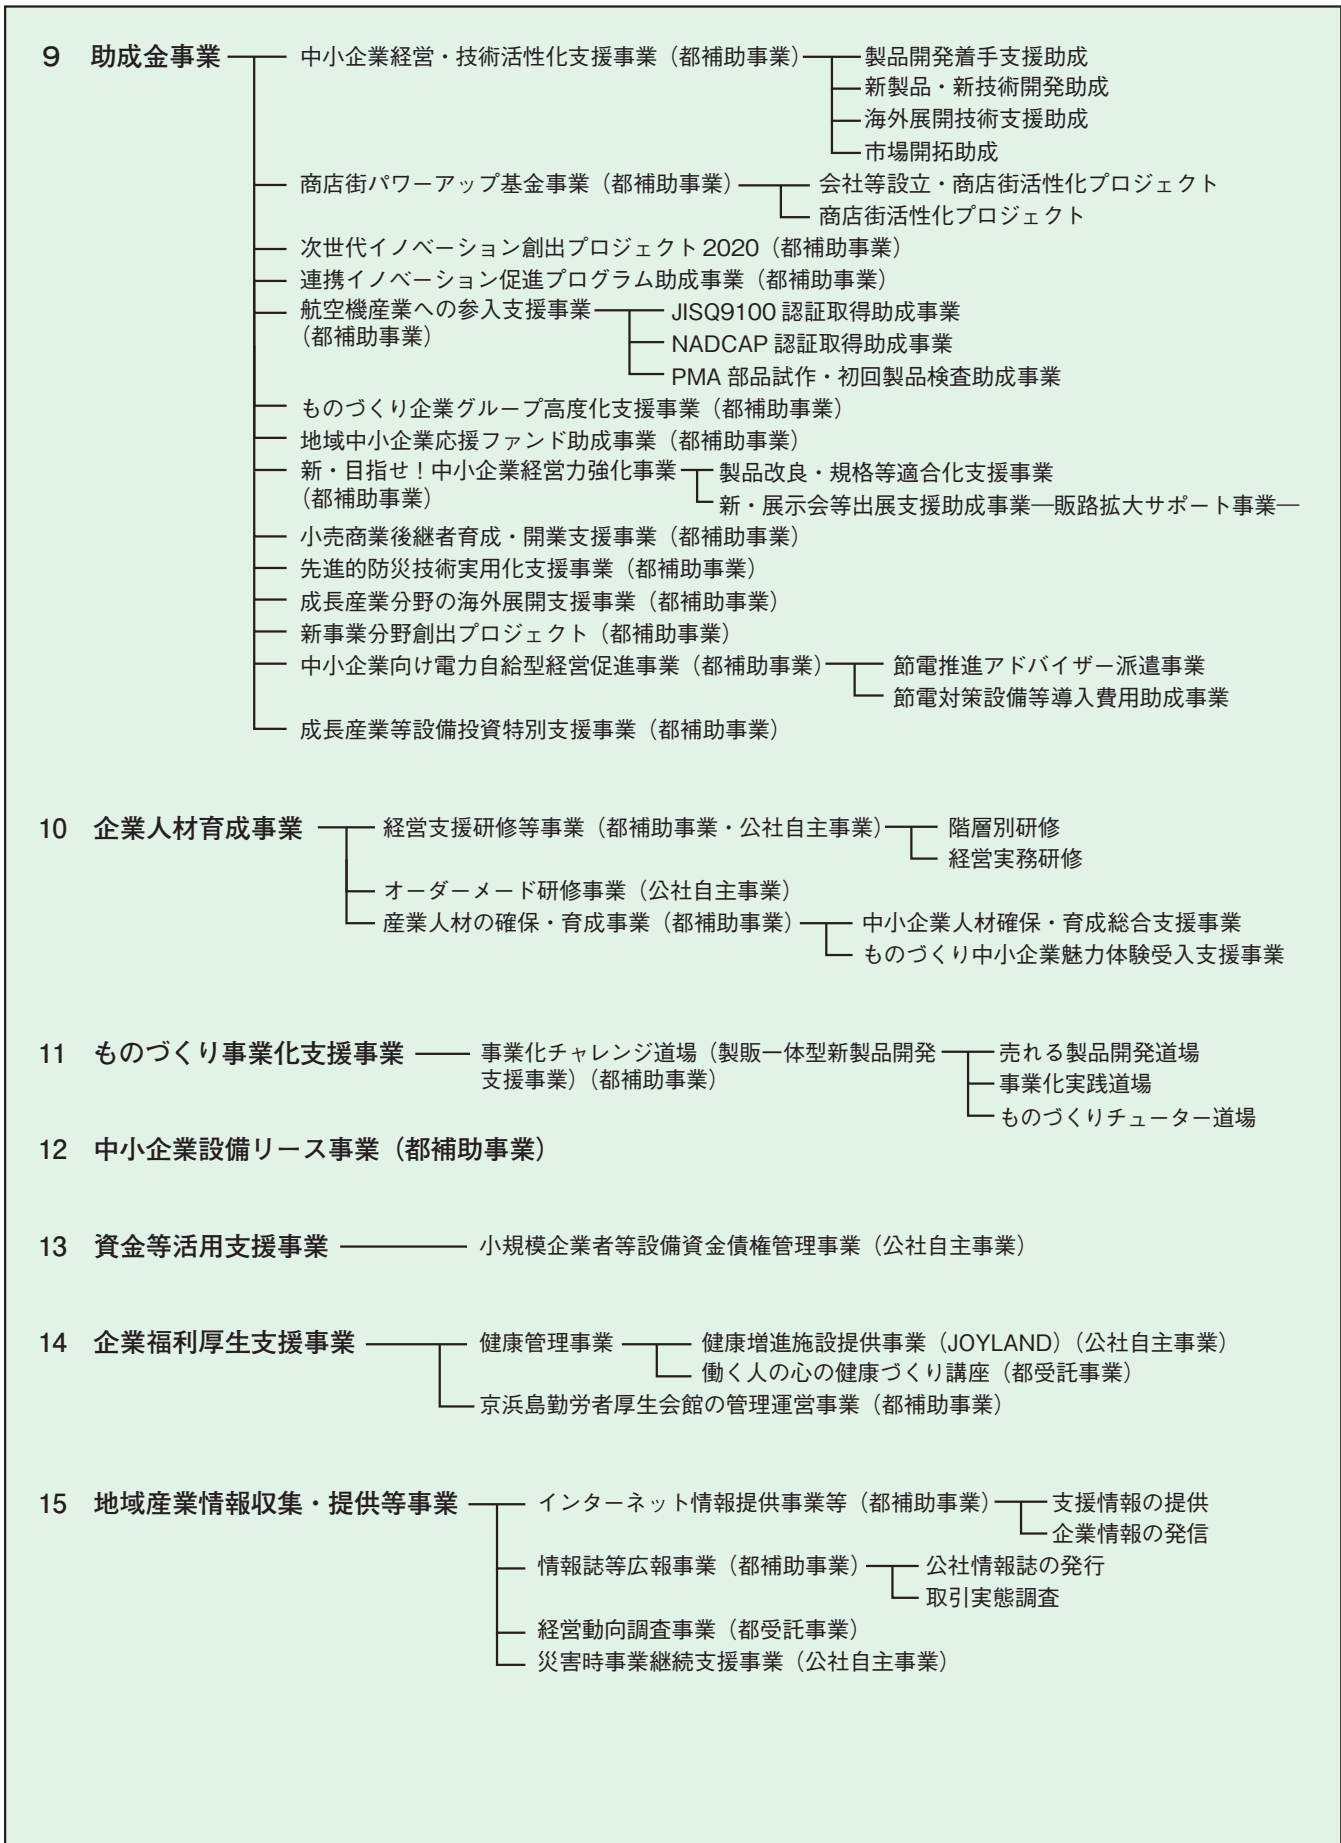 9 助成金事業 中小企業経営・技術活性化支援事業（都補助事業） 製品開発着手支援助成
新製品・新技術開発助成
海外展開技術支援助成
市場開拓助成
商店街パワーアップ基金事業（都補助事業） 会社等設立・商店街活性化プロジェクト
商店街活性化プロジェクト
次世代イノベーション創出プロジェクト2020（都補助事業）
連携イノベーション促進プログラム助成事業（都補助事業）
航空機産業への参入支援事業 JISQ9100 認証取得助成事業
（都補助事業） NADCAP 認証取得助成事業
PMA 部品試作・初回製品検査助成事業
ものづくり企業グループ高度化支援事業（都補助事業）
地域中小企業応援ファンド助成事業（都補助事業）
新・目指せ！中小企業経営力強化事業 製品改良・規格等適合化支援事業
（都補助事業） 新・展示会等出展支援助成事業―販路拡大サポート事業―
小売商業後継者育成・開業支援事業（都補助事業）
先進的防災技術実用化支援事業（都補助事業）
成長産業分野の海外展開支援事業（都補助事業）
新事業分野創出プロジェクト（都補助事業）
中小企業向け電力自給型経営促進事業（都補助事業） 節電推進アドバイザー派遣事業
節電対策設備等導入費用助成事業
成長産業等設備投資特別支援事業（都補助事業）
10 企業人材育成事業 経営支援研修等事業（都補助事業・公社自主事業） 階層別研修
経営実務研修
オーダーメード研修事業（公社自主事業）
産業人材の確保・育成事業（都補助事業） 中小企業人材確保・育成総合支援事業
ものづくり中小企業魅力体験受入支援事業
11 ものづくり事業化支援事業 事業化チャレンジ道場（製販一体型新製品開発 売れる製品開発道場
支援事業）（都補助事業） 事業化実践道場
ものづくりチューター道場
12 中小企業設備リース事業（都補助事業）
13 資金等活用支援事業 小規模企業者等設備資金債権管理事業（公社自主事業）
14 企業福利厚生支援事業 健康管理事業 健康増進施設提供事業（JOYLAND）（公社自主事業）
働く人の心の健康づくり講座（都受託事業）
京浜島勤労者厚生会館の管理運営事業（都補助事業）
15 地域産業情報収集・提供等事業 インターネット情報提供事業等（都補助事業） 支援情報の提供
企業情報の発信
情報誌等広報事業（都補助事業） 公社情報誌の発行
取引実態調査
経営動向調査事業（都受託事業）
災害時事業継続支援事業（公社自主事業）